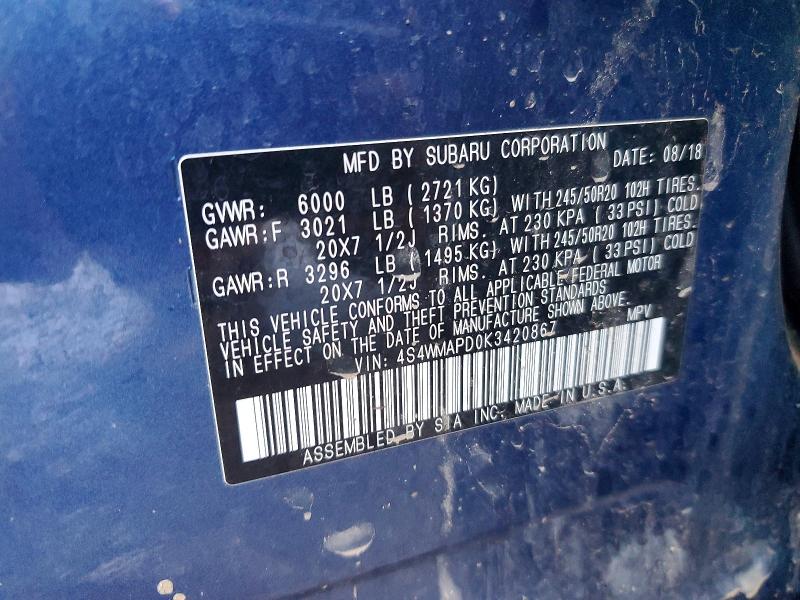 MFD BY SUBARU CORPORATION DATE: 08/18
GVWR: 6000 LB ( 2721 KG)
GAWR:F 3021 LB ( 1370 KG) WITH 245/50R20 102H TIRES.
20X7 1/2J RIMS. AT 230 KPA ( 33 PSI) COLD
GAWR:R 3296 LB ( 1495 KG) WITH 245/50R20 102H TIRES.
20X7 1/2J RIMS. AT 230 KPA ( 33 PSI) COLD
THIS VEHICLE CONFORMS TO ALL APPLICABLE FEDERAL MOTOR
VEHICLE SAFETY AND THEFT PREVENTION STANDARDS
IN EFFECT ON THE DATE OF MANUFACTURE SHOWN ABOVE.
VIN: 4S4WMAPD0K3420867 MPV
ASSEMBLED BY SIA INC. MADE IN U.S.A.